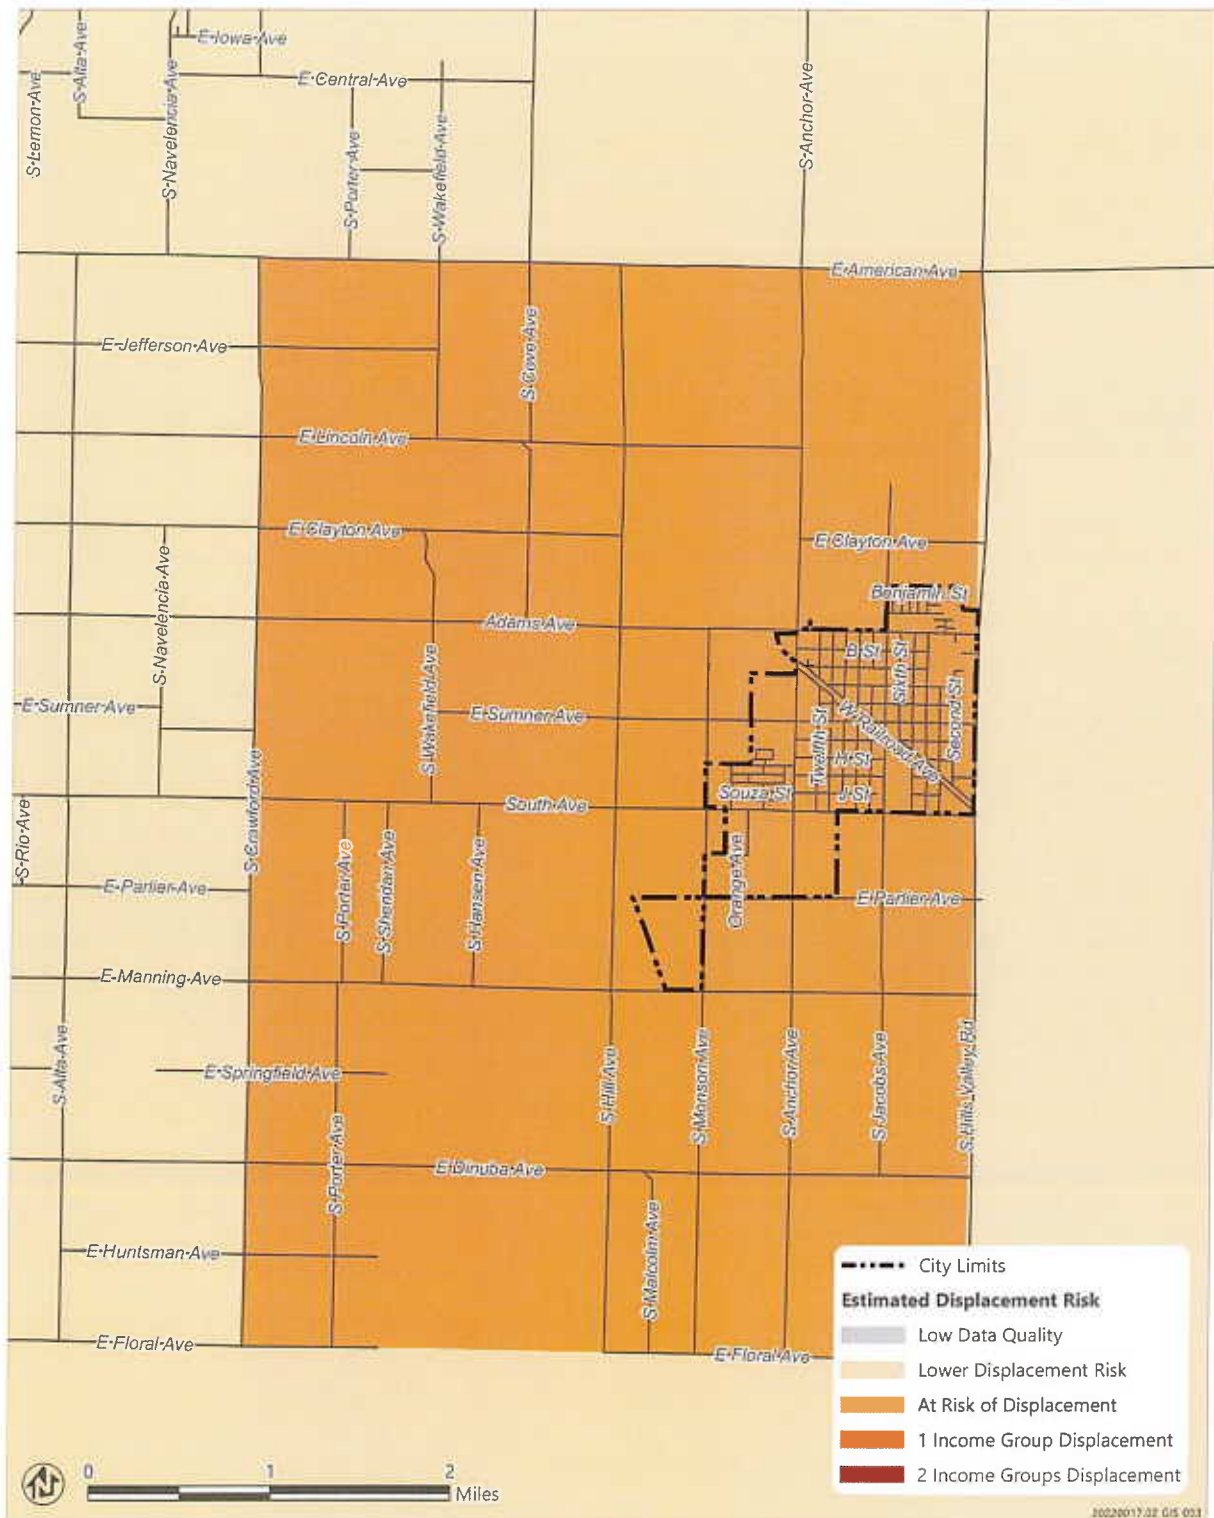 E Iowa Ave
S Alta Ave
E Central Ave
S Lemon Ave
S Navelencia Ave
S Porter Ave
S Wakefield Ave
S Anchor Ave
E American Ave
E Jefferson Ave
S Cove Ave
E Lincoln Ave
E Clayton Ave
E Clayton Ave
S Navelencia Ave
Benjamin St
Adams Ave
B St
Sixth St
S Wakefield Ave
E Sumner Ave
E Sumner Ave
Second St
Twelfth St
W Railroad Ave
H St
S Crawford Ave
Souza St
J St
South Ave
S Rio Ave
S Porter Ave
S Sheridan Ave
S Hansen Ave
Orange Ave
E Parlier Ave
E Parlier Ave
E Manning Ave
S Alta Ave
E Springfield Ave
S Hill Ave
S Monson Ave
S Anchor Ave
S Jacobs Ave
S Hills Valley Rd
S Porter Ave
E Dinuba Ave
E Huntsman Ave
S Malcolm Ave
E Floral Ave
E Floral Ave
City Limits
Estimated Displacement Risk
Low Data Quality
Lower Displacement Risk
At Risk of Displacement
1 Income Group Displacement
2 Income Groups Displacement
N
0 1 2
Miles